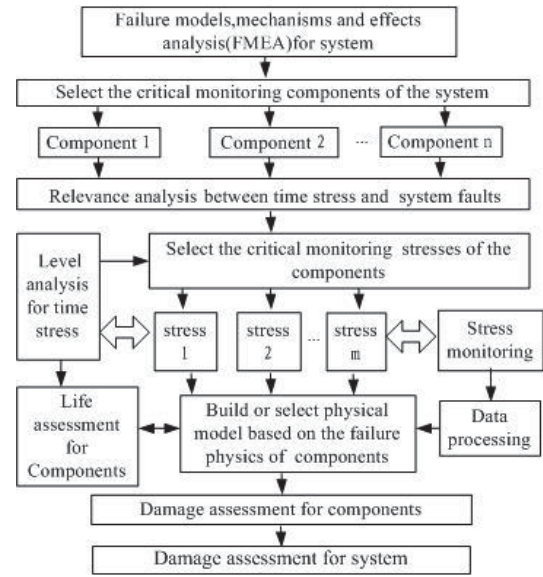 Failure models,mechanisms and effects
analysis(FMEA)for system
Select the critical monitoring components of the system
Component 1
Component 2
...
Component n
Relevance analysis between time stress and system faults
Level
analysis
for time
stress
Select the critical monitoring stresses of the
components
stress
1
stress
2
...
stress
m
Stress
monitoring
Life
assessment
for
Components
Build or select physical
model based on the failure
physics of components
Data
processing
Damage assessment for components
Damage assessment for system